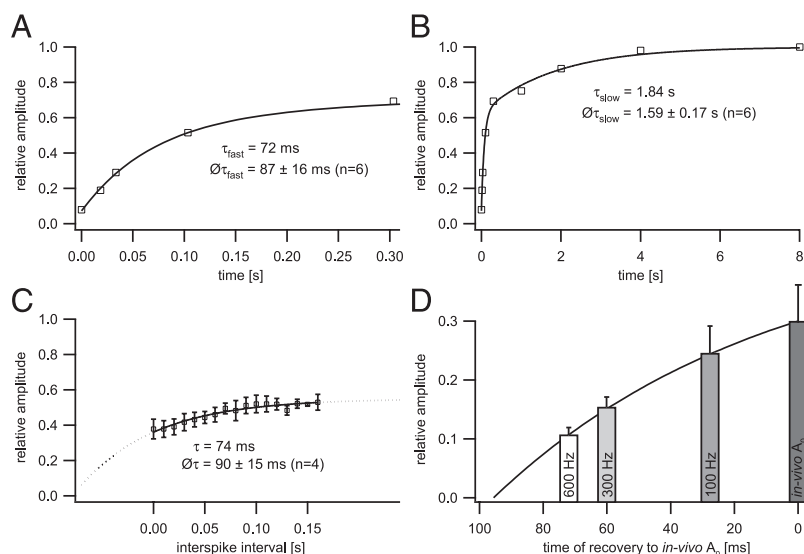 A
1.0
0.8
0.6
0.4
0.2
0.0
relative amplitude
τfast = 72 ms
Øτfast = 87 ± 16 ms (n=6)
0.00
0.05
0.10
0.15
0.20
0.25
0.30
time [s]
B
1.0
0.8
0.6
0.4
0.2
0.0
relative amplitude
τslow = 1.84 s
Øτslow = 1.59 ± 0.17 s (n=6)
0
2
4
6
8
time [s]
C
1.0
0.8
0.6
0.4
0.2
0.0
relative amplitude
τ = 74 ms
Øτ = 90 ± 15 ms (n=4)
0.00
0.05
0.10
0.15
interspike interval [s]
D
0.3
0.2
0.1
0.0
relative amplitude
600 Hz
300 Hz
100 Hz
in-vivo A₀
100
80
60
40
20
0
time of recovery to in-vivo A₀ [ms]